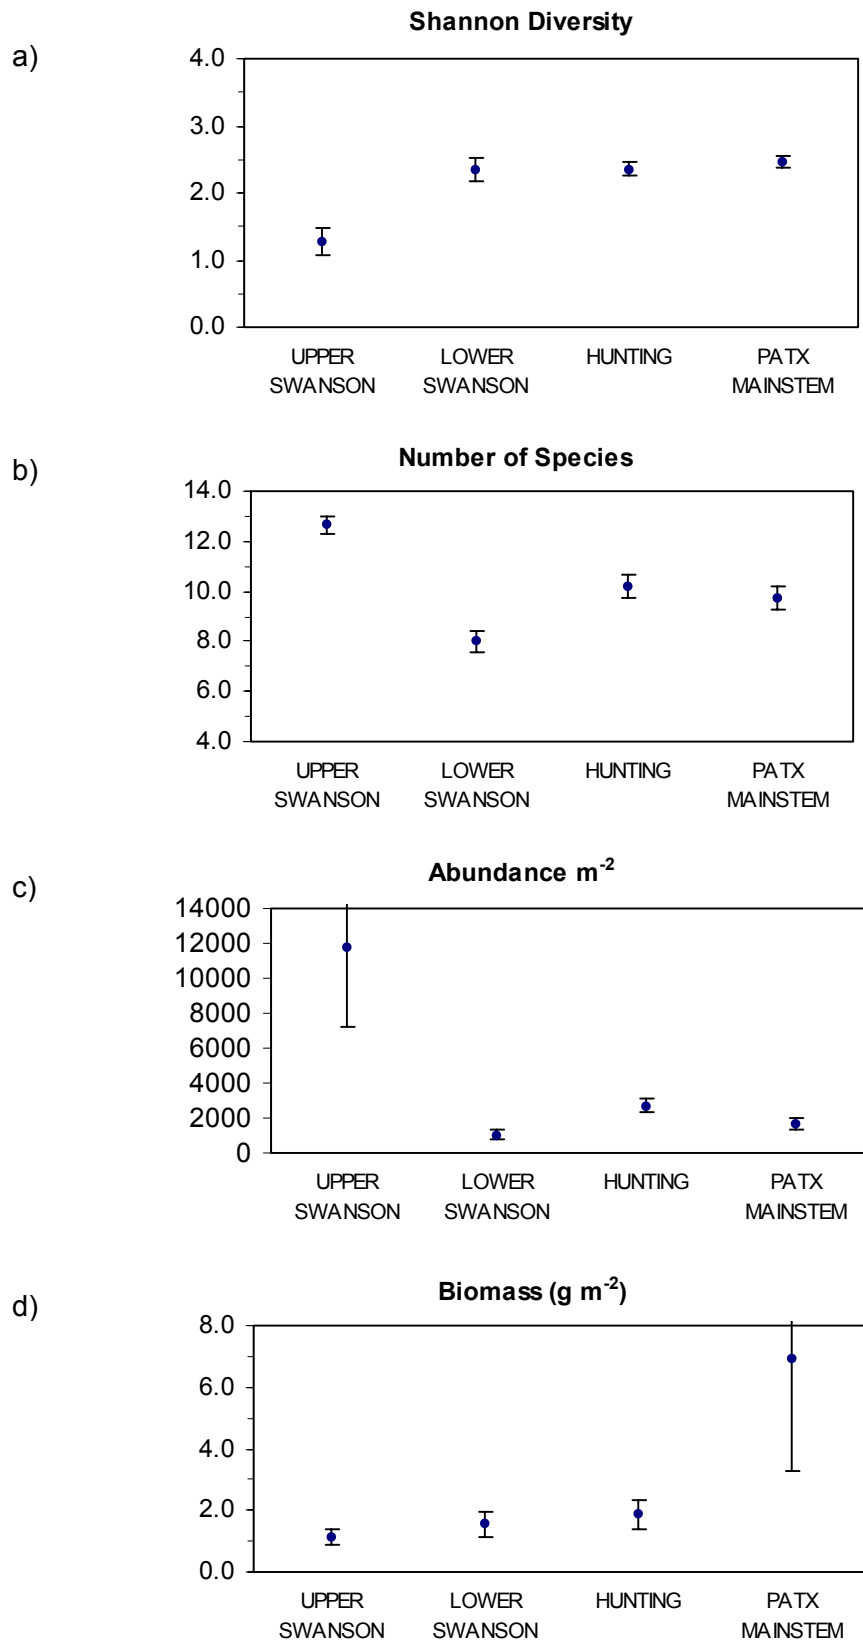 a)
Shannon Diversity
4.0
3.0
2.0
1.0
0.0
UPPER SWANSON
LOWER SWANSON
HUNTING
PATX MAINSTEM
b)
Number of Species
14.0
12.0
10.0
8.0
6.0
4.0
UPPER SWANSON
LOWER SWANSON
HUNTING
PATX MAINSTEM
c)
Abundance m⁻²
14000
12000
10000
8000
6000
4000
2000
0
UPPER SWANSON
LOWER SWANSON
HUNTING
PATX MAINSTEM
d)
Biomass (g m⁻²)
8.0
6.0
4.0
2.0
0.0
UPPER SWANSON
LOWER SWANSON
HUNTING
PATX MAINSTEM